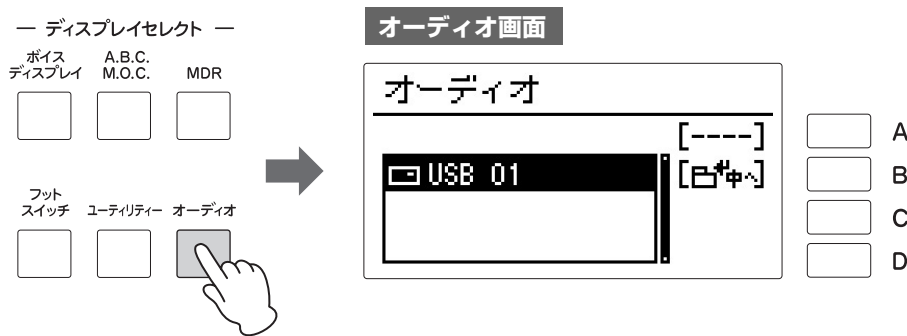 ディスプレイセレクト
ボイス
ディスプレイ
A.B.C.
M.O.C.
MDR
フット
スイッチ
ユーティリティー
オーディオ
オーディオ画面
オーディオ
[----]
USB 01
[中へ]
A
B
C
D